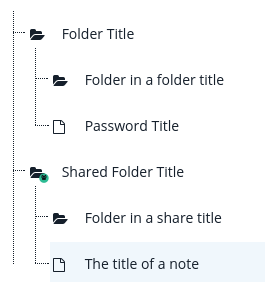 Folder Title
Folder in a folder title
Password Title
Shared Folder Title
Folder in a share title
The title of a note